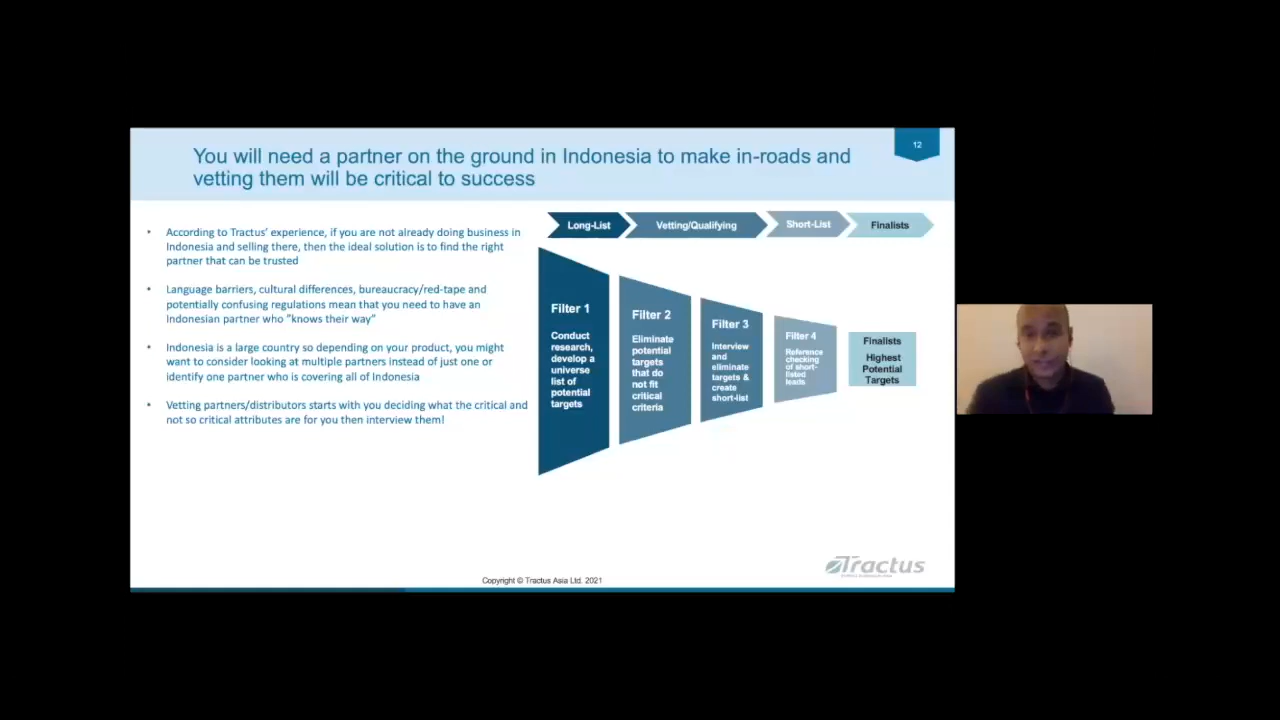 You will need a partner on the ground in Indonesia to make in-roads and
vetting them will be critical to success
12
• According to Tractus' experience, if you are not already doing business in
Indonesia and selling there, then the ideal solution is to find the right
partner that can be trusted
• Language barriers, cultural differences, bureaucracy/red-tape and
potentially confusing regulations mean that you need to have an
Indonesian partner who "knows their way"
• Indonesia is a large country so depending on your product, you might
want to consider looking at multiple partners instead of just one or
identify one partner who is covering all of Indonesia
• Vetting partners/distributors starts with you deciding what the critical and
not so critical attributes are for you then interview them!
Long-List
Vetting/Qualifying
Short-List
Finalists
Filter 1
Conduct
research,
develop a
universe
list of
potential
targets
Filter 2
Eliminate
potential
targets
that do
not fit
critical
criteria
Filter 3
Interview
and
eliminate
targets &
create
short-list
Filter 4
Reference
checking
of short-
listed
leads
Finalists
Highest
Potential
Targets
Tractus
Copyright © Tractus Asia Ltd. 2021